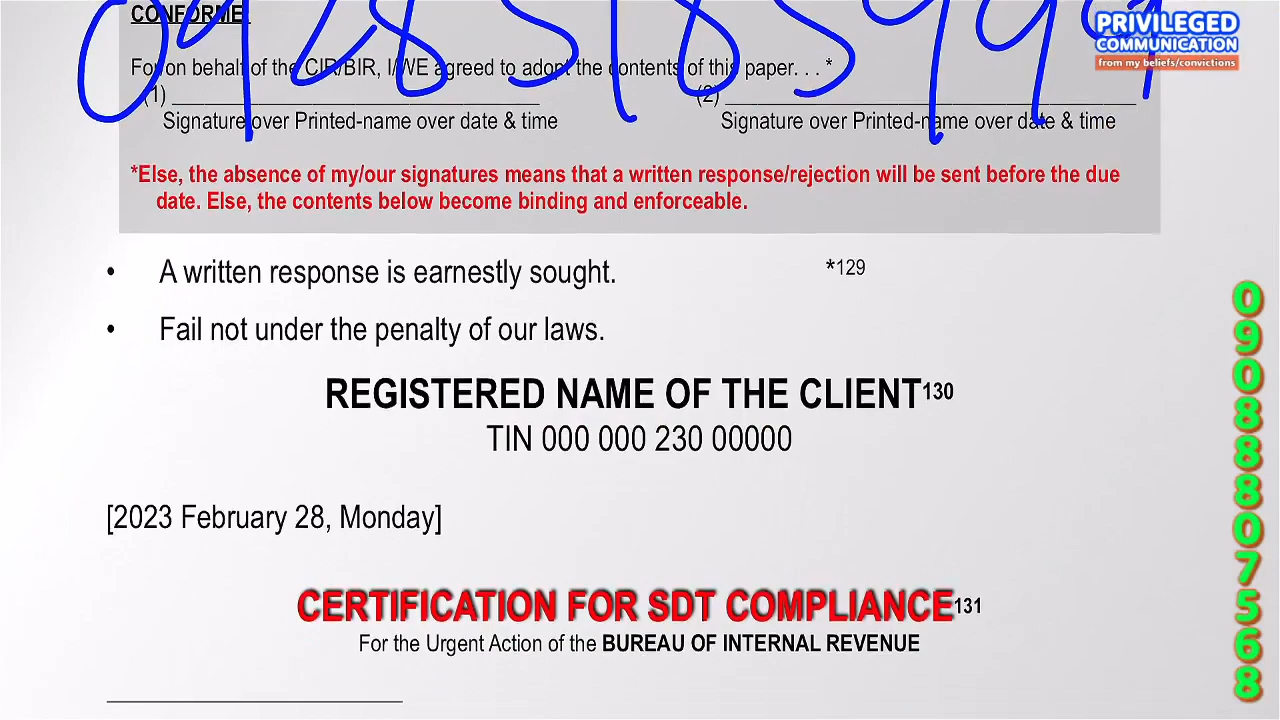 CONFORME
PRIVILEGED
COMMUNICATION
from my beliefs/convictions
For/on behalf of the CIR/BIR, I/WE agreed to adopt the contents of this paper. . . *
(1) (2)
Signature over Printed-name over date & time Signature over Printed-name over date & time
*Else, the absence of my/our signatures means that a written response/rejection will be sent before the due
date. Else, the contents below become binding and enforceable.
• A written response is earnestly sought. *129
• Fail not under the penalty of our laws.
REGISTERED NAME OF THE CLIENT130
TIN 000 000 230 00000
[2023 February 28, Monday]
CERTIFICATION FOR SDT COMPLIANCE131
For the Urgent Action of the BUREAU OF INTERNAL REVENUE
09088807568